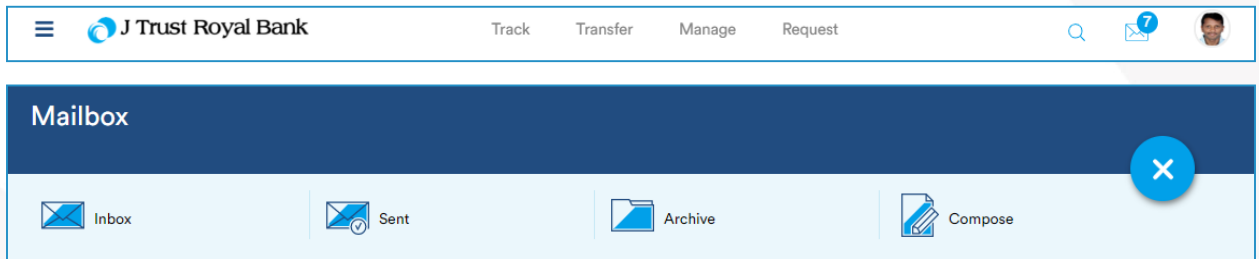 J Trust Royal Bank Track Transfer Manage Request 7
Mailbox
Inbox Sent Archive Compose